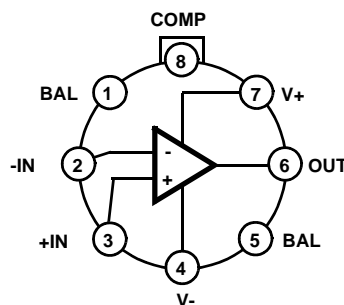 COMP
8
BAL 1 7 V+
-IN 2 - 6 OUT
+
+IN 3 5 BAL
4
V-